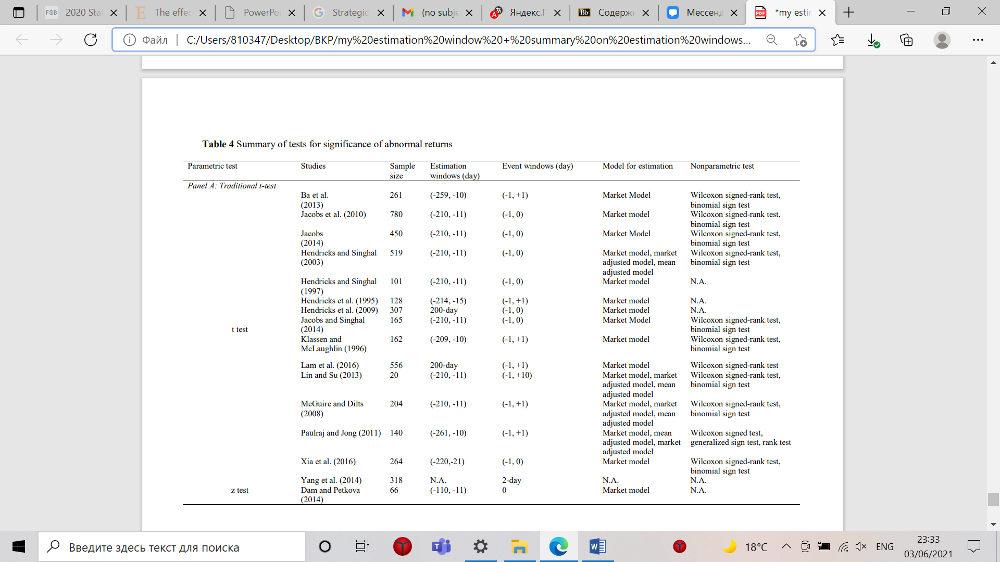 2020 Stat
The effec
PowerPoi
Strategic
(no subje
Яндекс.Г
Содержи
Мессенд
*my estir
Файл
C:/Users/810347/Desktop/BKP/my%20estimation%20window%20+%20summary%20on%20estimation%20windows...
Table 4 Summary of tests for significance of abnormal returns
Parametric test Studies Sample Estimation Event windows (day) Model for estimation Nonparametric test
size windows (day)
Panel A: Traditional t-test
Ba et al. 261 (-259, -10) (-1, +1) Market Model Wilcoxon signed-rank test,
(2013) binomial sign test
Jacobs et al. (2010) 780 (-210, -11) (-1, 0) Market model Wilcoxon signed-rank test,
binomial sign test
Jacobs 450 (-210, -11) (-1, 0) Market Model Wilcoxon signed-rank test,
(2014) binomial sign test
Hendricks and Singhal 519 (-210, -11) (-1, 0) Market model, market Wilcoxon signed-rank test,
(2003) adjusted model, mean binomial sign test
adjusted model
Hendricks and Singhal 101 (-210, -11) (-1, 0) Market model N.A.
(1997)
Hendricks et al. (1995) 128 (-214, -15) (-1, +1) Market model N.A.
Hendricks et al. (2009) 307 200-day (-1, 0) Market model N.A.
Jacobs and Singhal 165 (-210, -11) (-1, 0) Market Model Wilcoxon signed-rank test,
t test (2014) binomial sign test
Klassen and 162 (-209, -10) (-1, +1) Market model Wilcoxon signed-rank test,
McLaughlin (1996) binomial sign test
Lam et al. (2016) 556 200-day (-1, +1) Market model Wilcoxon signed-rank test
Lin and Su (2013) 20 (-210, -11) (-1, +10) Market model, market Wilcoxon signed-rank test,
adjusted model, mean binomial sign test
adjusted model
McGuire and Dilts 204 (-210, -11) (-1, +1) Market model, market Wilcoxon signed-rank test,
(2008) adjusted model, mean binomial sign test
adjusted model
Paulraj and Jong (2011) 140 (-261, -10) (-1, +1) Market model, mean Wilcoxon signed test,
adjusted model, market generalized sign test, rank test
adjusted model
Xia et al. (2016) 264 (-220,-21) (-1, 0) Market model Wilcoxon signed-rank test,
binomial sign test
Yang et al. (2014) 318 N.A. 2-day N.A. N.A.
z test Dam and Petkova 66 (-110, -11) 0 Market model N.A.
(2014)
Введите здесь текст для поиска
18°C
ENG
23:33
03/06/2021